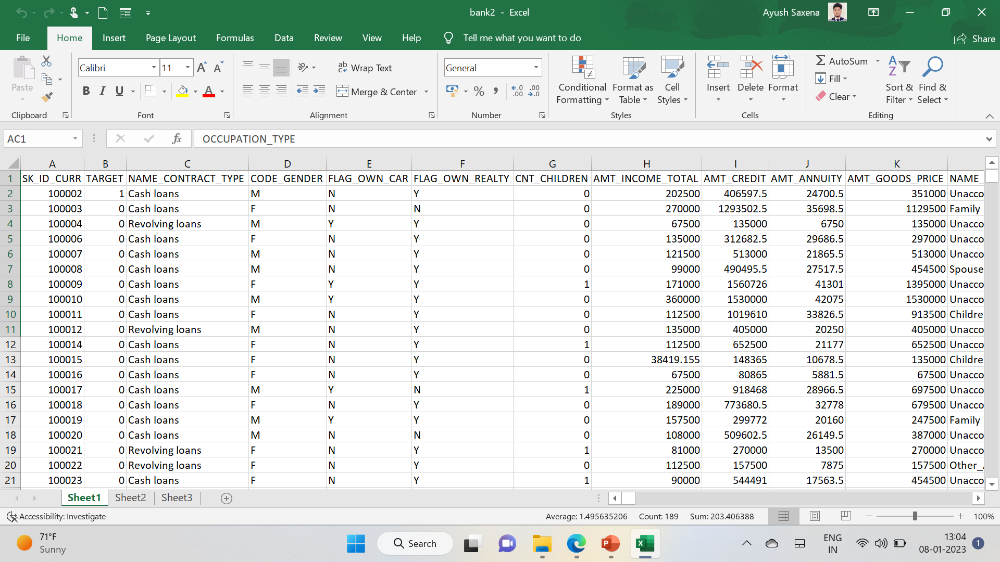 bank2 - Excel
Ayush Saxena
File Home Insert Page Layout Formulas Data Review View Help Tell me what you want to do Share
Calibri 11 Wrap Text General AutoSum
Paste Conditional Formatting Format as Table Cell Styles Insert Delete Format Fill Sort & Filter Find & Select
B I U Merge & Center Clear
Clipboard Font Alignment Number Styles Cells Editing
AC1 fx OCCUPATION_TYPE
A B C D E F G H I J K
1 SK_ID_CURR TARGET NAME_CONTRACT_TYPE CODE_GENDER FLAG_OWN_CAR FLAG_OWN_REALTY CNT_CHILDREN AMT_INCOME_TOTAL AMT_CREDIT AMT_ANNUITY AMT_GOODS_PRICE NAME_
2 100002 1 Cash loans M N Y 0 202500 406597.5 24700.5 351000 Unacco
3 100003 0 Cash loans F N N 0 270000 1293502.5 35698.5 1129500 Family
4 100004 0 Revolving loans M Y Y 0 67500 135000 6750 135000 Unacco
5 100006 0 Cash loans F N Y 0 135000 312682.5 29686.5 297000 Unacco
6 100007 0 Cash loans M N Y 0 121500 513000 21865.5 513000 Unacco
7 100008 0 Cash loans M N Y 0 99000 490495.5 27517.5 454500 Spouse
8 100009 0 Cash loans F Y Y 1 171000 1560726 41301 1395000 Unacco
9 100010 0 Cash loans M Y Y 0 360000 1530000 42075 1530000 Unacco
10 100011 0 Cash loans F N Y 0 112500 1019610 33826.5 913500 Childre
11 100012 0 Revolving loans M N Y 0 135000 405000 20250 405000 Unacco
12 100014 0 Cash loans F N Y 1 112500 652500 21177 652500 Unacco
13 100015 0 Cash loans F N Y 0 38419.155 148365 10678.5 135000 Childre
14 100016 0 Cash loans F N Y 0 67500 80865 5881.5 67500 Unacco
15 100017 0 Cash loans M Y N 1 225000 918468 28966.5 697500 Unacco
16 100018 0 Cash loans F N Y 0 189000 773680.5 32778 679500 Unacco
17 100019 0 Cash loans M Y Y 0 157500 299772 20160 247500 Family
18 100020 0 Cash loans M N N 0 108000 509602.5 26149.5 387000 Unacco
19 100021 0 Revolving loans F N Y 1 81000 270000 13500 270000 Unacco
20 100022 0 Revolving loans F N Y 0 112500 157500 7875 157500 Other_
21 100023 0 Cash loans F N Y 1 90000 544491 17563.5 454500 Unacco
Sheet1 Sheet2 Sheet3
Accessibility: Investigate Average: 1.495635206 Count: 189 Sum: 203.406388 100%
71°F
Sunny
Search
ENG
IN
13:04
08-01-2023
1